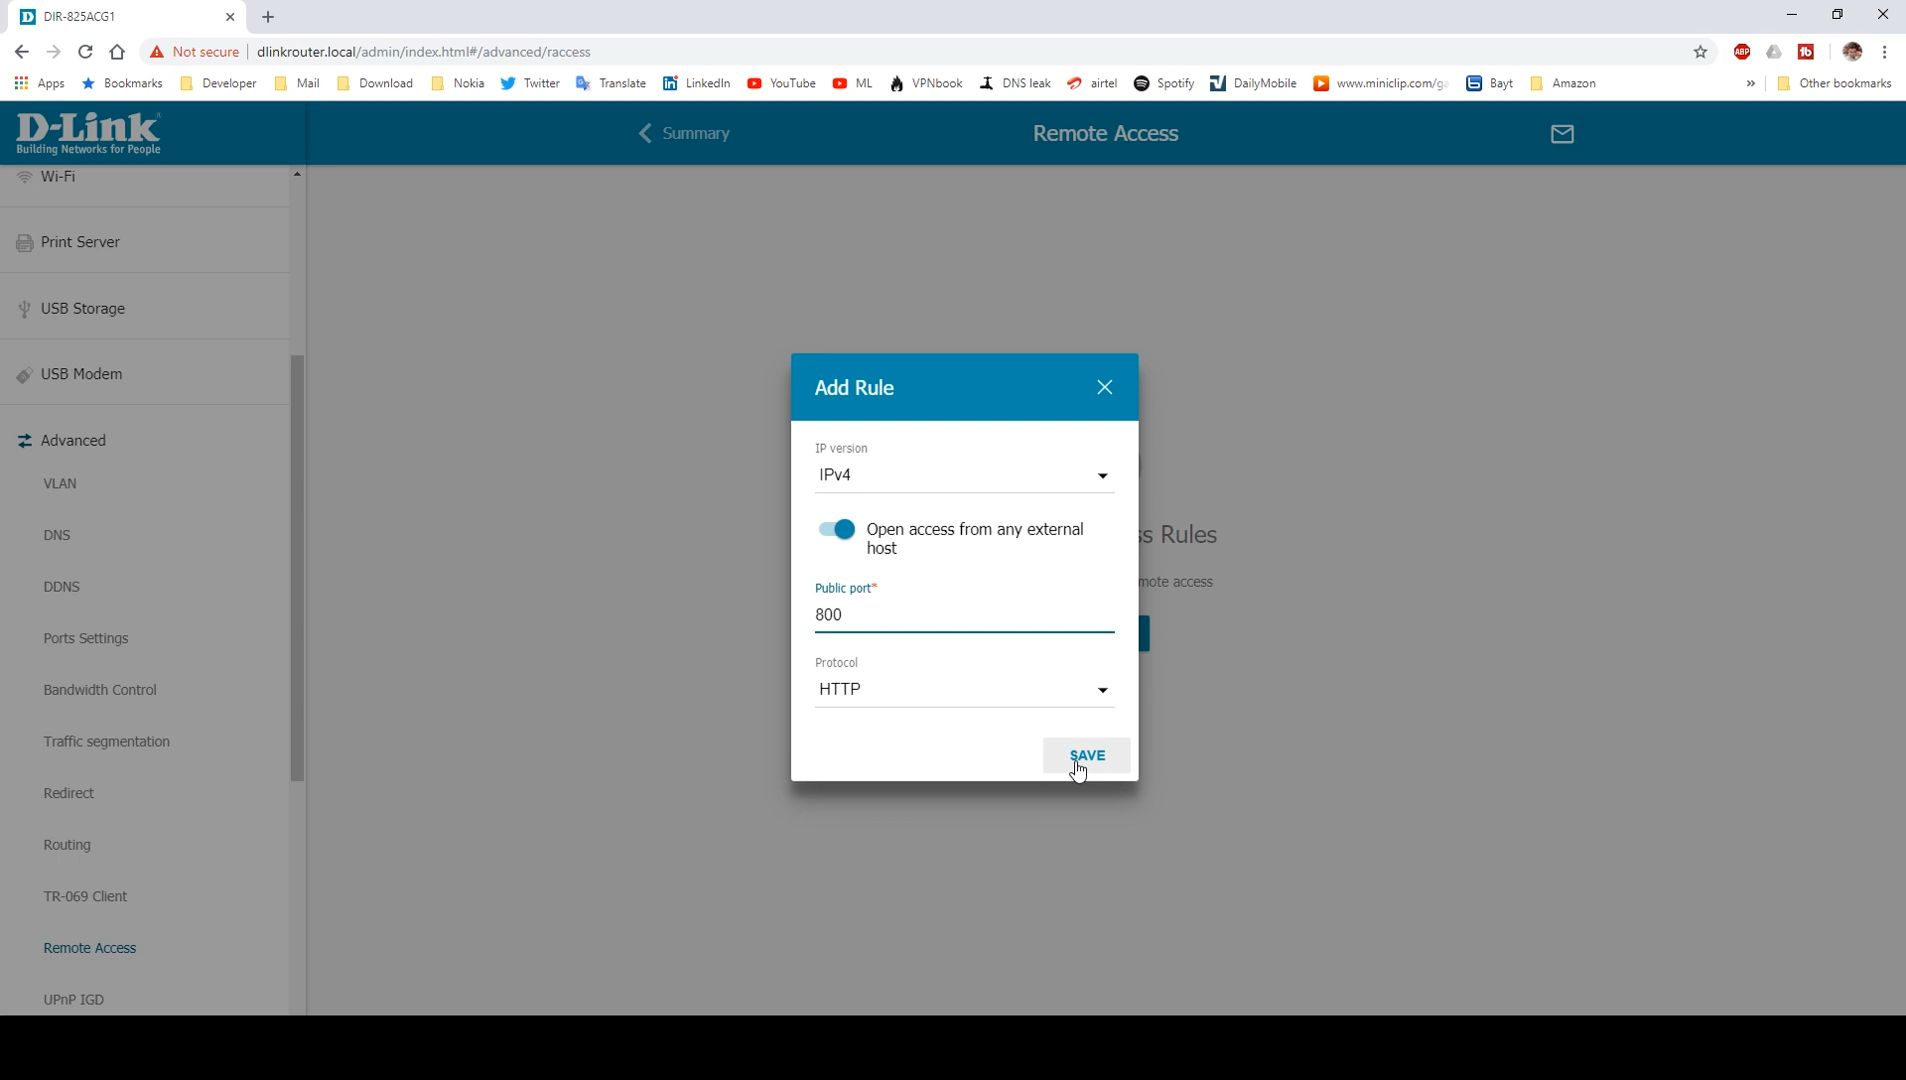 DIR-825ACG1
Not secure
dlinkrouter.local/admin/index.html#/advanced/raccess
ABP
Apps
Bookmarks
Developer
Mail
Download
Nokia
Twitter
Translate
LinkedIn
YouTube
ML
VPNbook
DNS leak
airtel
Spotify
DailyMobile
www.miniclip.com/ga
Bayt
Amazon
»
Other bookmarks
D-Link
Building Networks for People
Summary
Remote Access
Wi-Fi
Print Server
USB Storage
USB Modem
Advanced
VLAN
DNS
DDNS
Ports Settings
Bandwidth Control
Traffic segmentation
Redirect
Routing
TR-069 Client
Remote Access
UPnP IGD
Add Rule
IP version
IPv4
Open access from any external
host
Public port*
800
Protocol
HTTP
SAVE
ss Rules
mote access